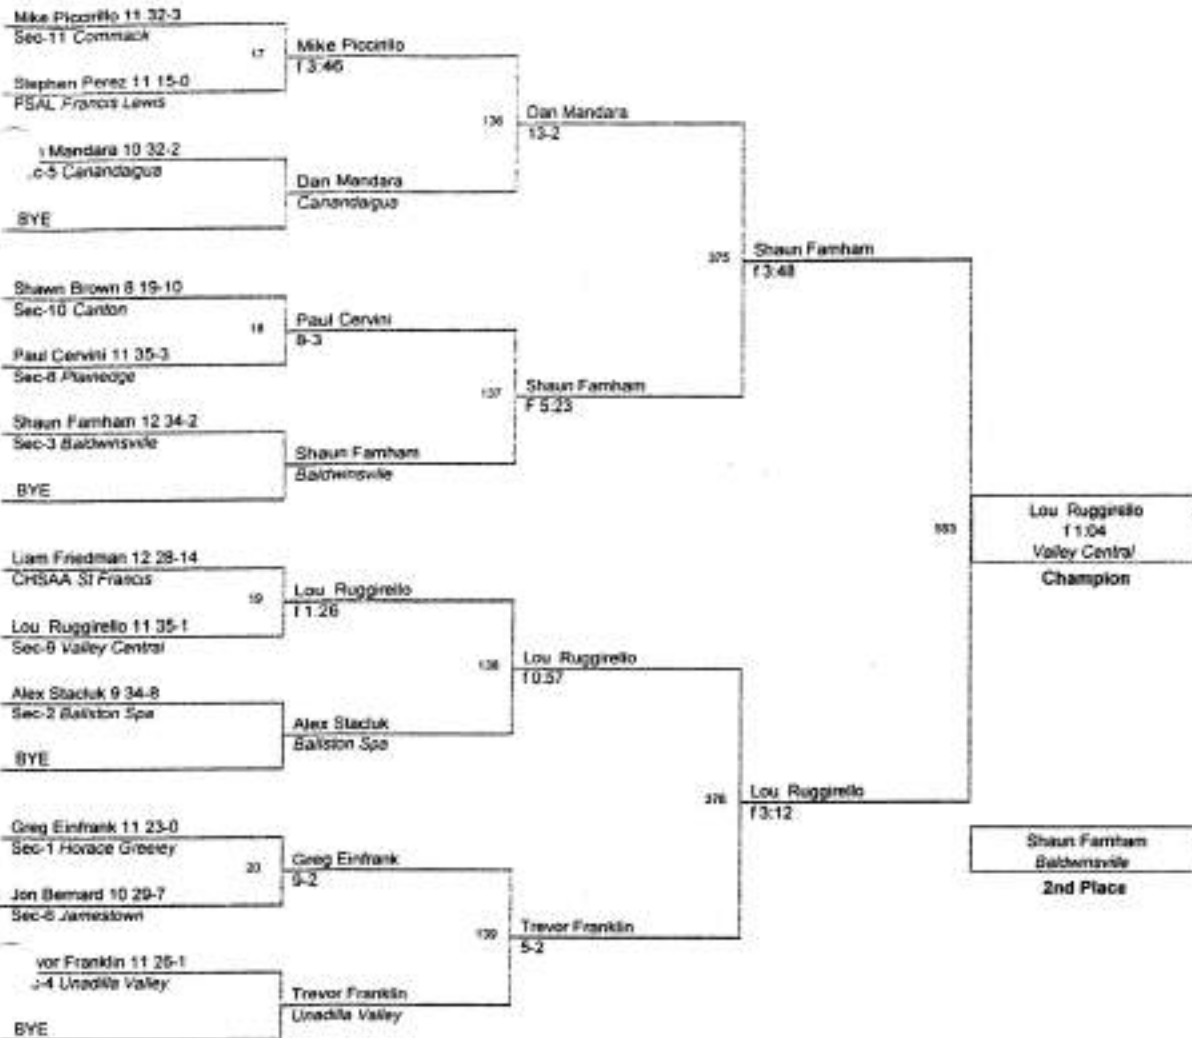 Mike Piccirillo 11 32-3
Sec-11 Commack
17
Mike Piccirillo
f 3:46
Stephen Perez 11 15-0
PSAL Francis Lewis
136
Dan Mandara
13-2
Mandara 10 32-2
c-5 Canandaigua
Dan Mandara
Canandaigua
BYE
375
Shaun Farnham
f 3:48
Shawn Brown 8 19-10
Sec-10 Canton
18
Paul Cervini
8-3
Paul Cervini 11 35-3
Sec-8 Plainedge
137
Shaun Farnham
F 5:23
Shaun Farnham 12 34-2
Sec-3 Baldwinsville
Shaun Farnham
Baldwinsville
BYE
Lou Ruggirello
f 1:04
Valley Central
Champion
Liam Friedman 12 28-14
CHSAA St Francis
19
Lou Ruggirello
f 1:26
Lou Ruggirello 11 35-1
Sec-9 Valley Central
138
Lou Ruggirello
f 0:57
Alex Stacluk 9 34-8
Sec-2 Ballston Spa
Alex Stacluk
Ballston Spa
BYE
376
Lou Ruggirello
f 3:12
Greg Einfrank 11 23-0
Sec-1 Horace Greeley
20
Greg Einfrank
9-2
Shaun Farnham
Baldwinsville
2nd Place
Jon Bernard 10 29-7
Sec-6 Jamestown
139
Trevor Franklin
5-2
vor Franklin 11 26-1
-4 Unadilla Valley
Trevor Franklin
Unadilla Valley
BYE